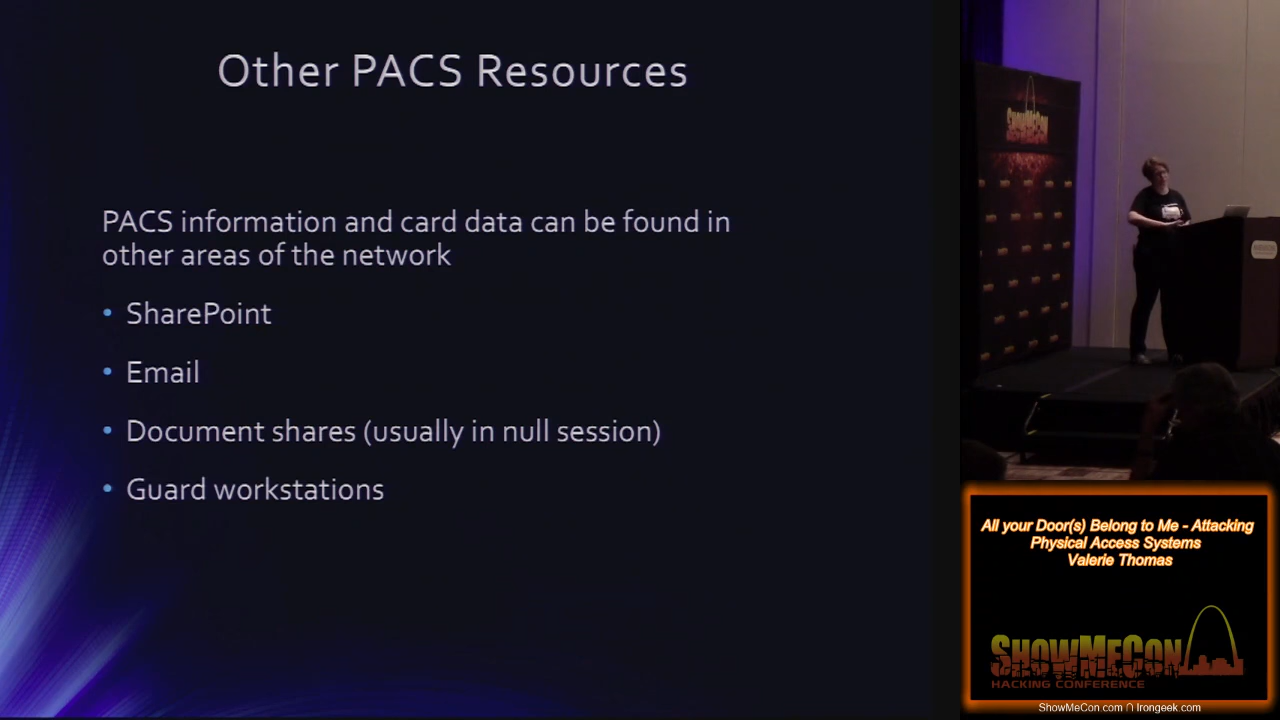 Other PACS Resources
PACS information and card data can be found in
other areas of the network
• SharePoint
• Email
• Document shares (usually in null session)
• Guard workstations
ShowMeCon
All your Door(s) Belong to Me - Attacking
Physical Access Systems
Valerie Thomas
ShowMeCon
HACKING CONFERENCE
ShowMeCon.com ∩ Irongeek.com